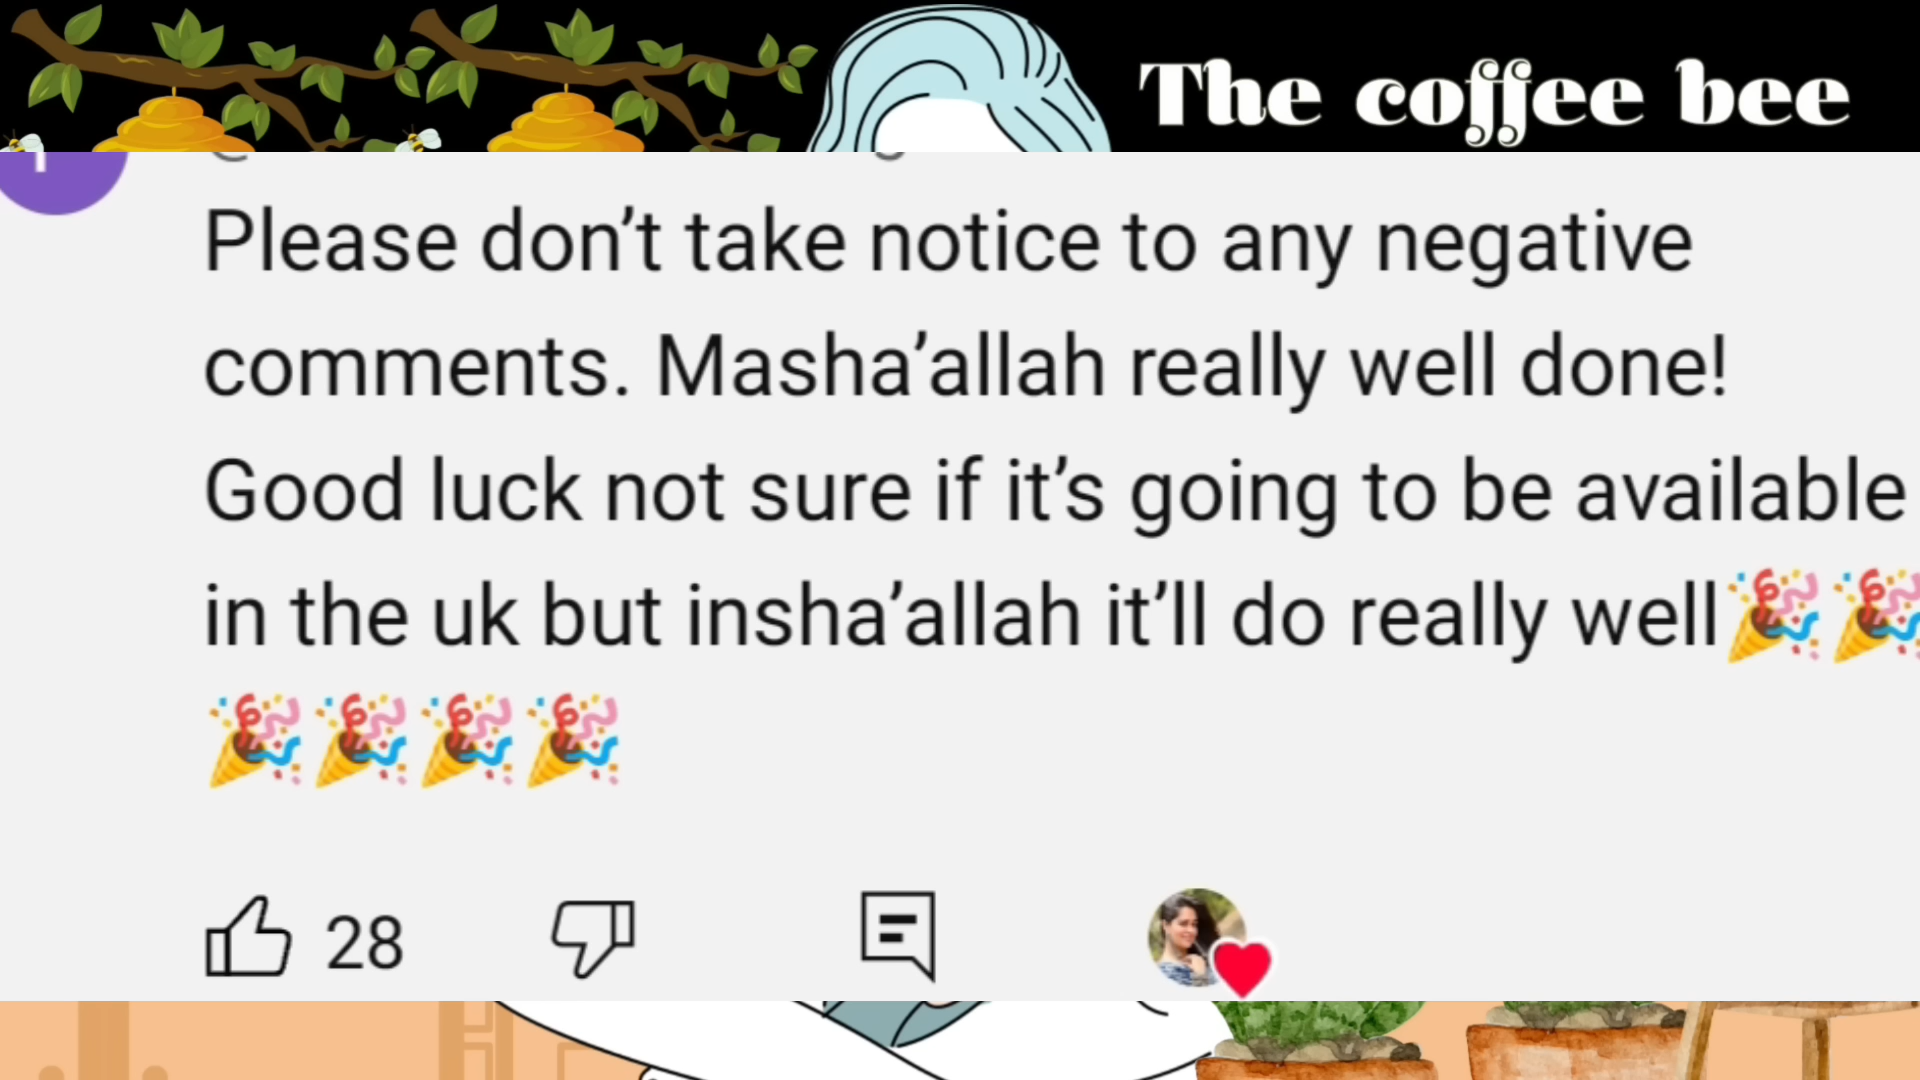 The coffee bee
Please don’t take notice to any negative
comments. Masha’allah really well done!
Good luck not sure if it’s going to be available
in the uk but insha’allah it’ll do really well🎉🎉
🎉🎉🎉🎉
28